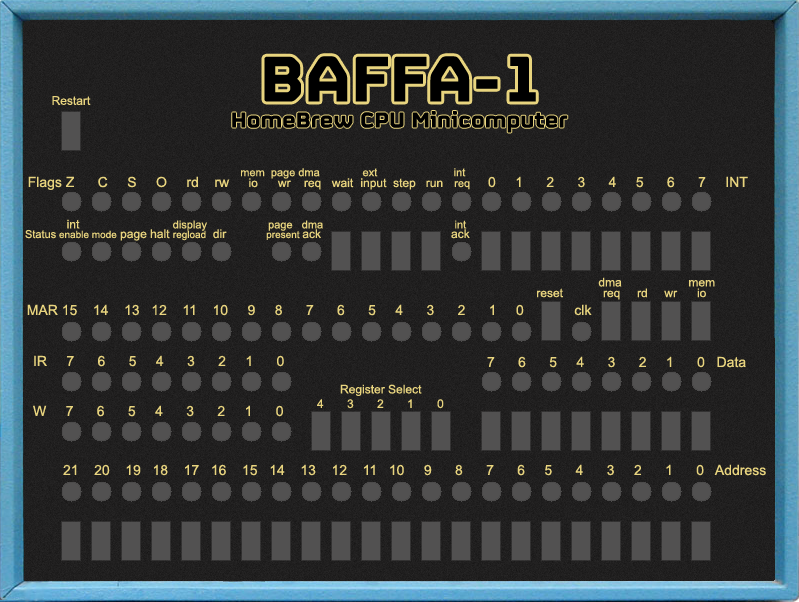 BAFFA-1
HomeBrew CPU Minicomputer
Restart
Flags Z C S O rd rw mem io page wr dma req wait ext input step run int req 0 1 2 3 4 5 6 7 INT
Status int enable mode page halt display regload dir page present dma ack int ack
reset clk dma req rd wr mem io
MAR 15 14 13 12 11 10 9 8 7 6 5 4 3 2 1 0
IR 7 6 5 4 3 2 1 0
7 6 5 4 3 2 1 0 Data
Register Select
4 3 2 1 0
W 7 6 5 4 3 2 1 0
21 20 19 18 17 16 15 14 13 12 11 10 9 8 7 6 5 4 3 2 1 0 Address